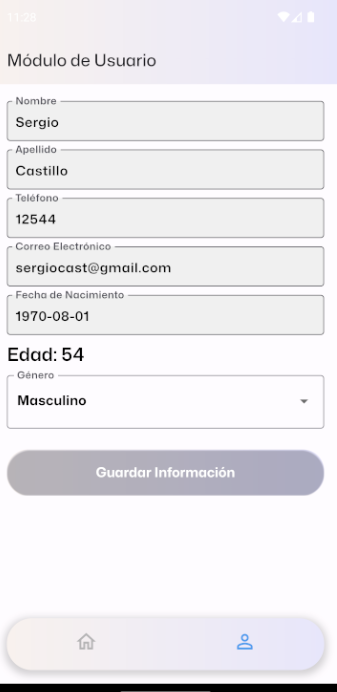 11:28
Módulo de Usuario
Nombre
Sergio
Apellido
Castillo
Teléfono
12544
Correo Electrónico
sergiocast@gmail.com
Fecha de Nacimiento
1970-08-01
Edad: 54
Género
Masculino
Guardar Información